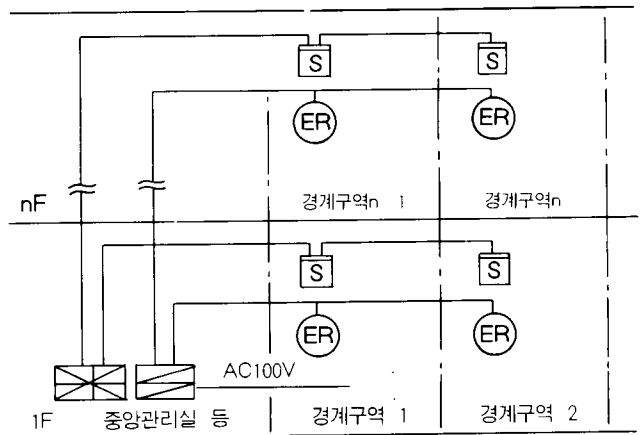 S S
ER ER
nF 경계구역n 1 경계구역n
S S
ER ER
AC100V
1F 중앙관리실 등 경계구역 1 경계구역 2